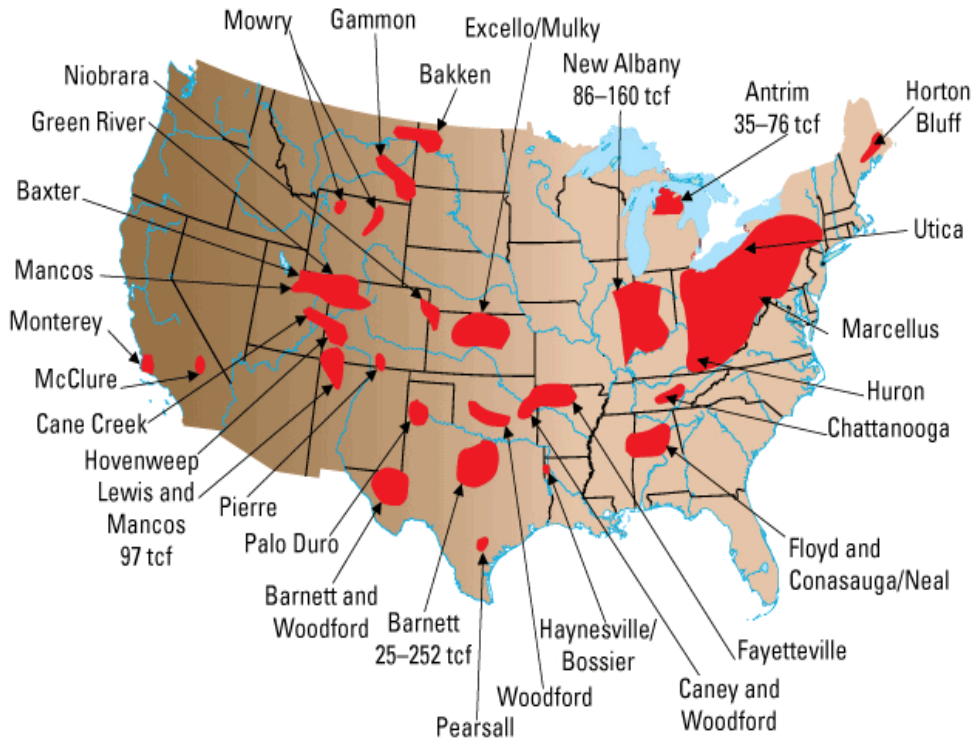 Mowry
Gammon
Excello/Mulky
Niobrara
Bakken
New Albany
86–160 tcf
Antrim
35–76 tcf
Horton
Bluff
Green River
Baxter
Utica
Mancos
Marcellus
Monterey
McClure
Huron
Cane Creek
Chattanooga
Hovenweep
Lewis and
Mancos
97 tcf
Pierre
Palo Duro
Floyd and
Conasauga/Neal
Barnett and
Woodford
Barnett
25–252 tcf
Haynesville/
Bossier
Fayetteville
Woodford
Caney and
Woodford
Pearsall